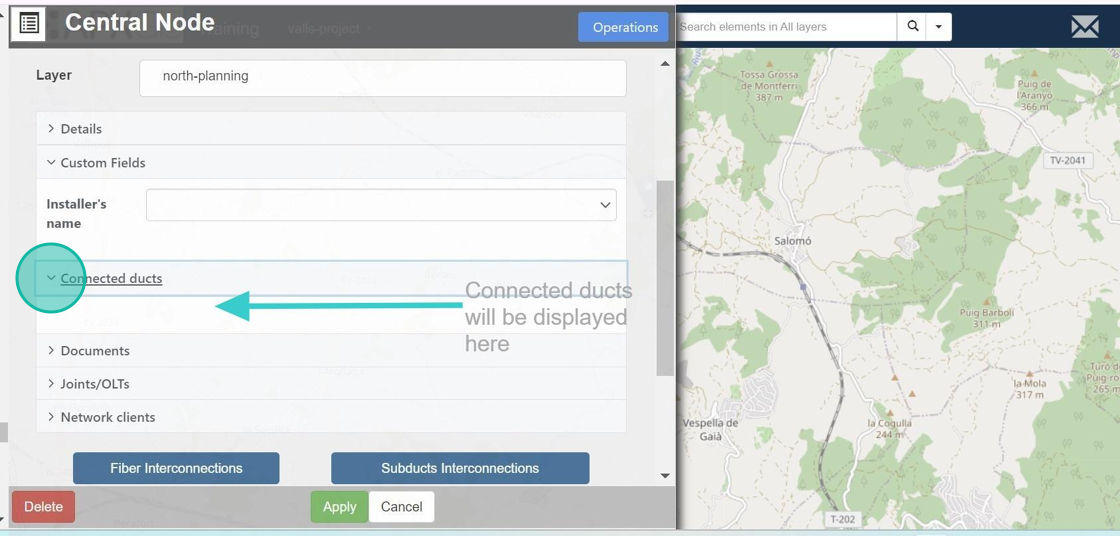 Central Node
Training
valls-project
Operations
Search elements in All layers
Layer
north-planning
Details
Custom Fields
Installer's
name
Connected ducts
Connected ducts
will be displayed
here
Documents
Joints/OLTs
Network clients
Fiber Interconnections
Subducts Interconnections
Delete
Apply
Cancel
Tossa Grossa
de Montferri
387 m
Puig de
l'Aranyó
366 m
TV-2041
Salomó
Puig Barbolí
311 m
Turó de
Puig ro
265 m
la Mola
317 m
la Cogulla
244 m
Vespella de
Gaià
T-202